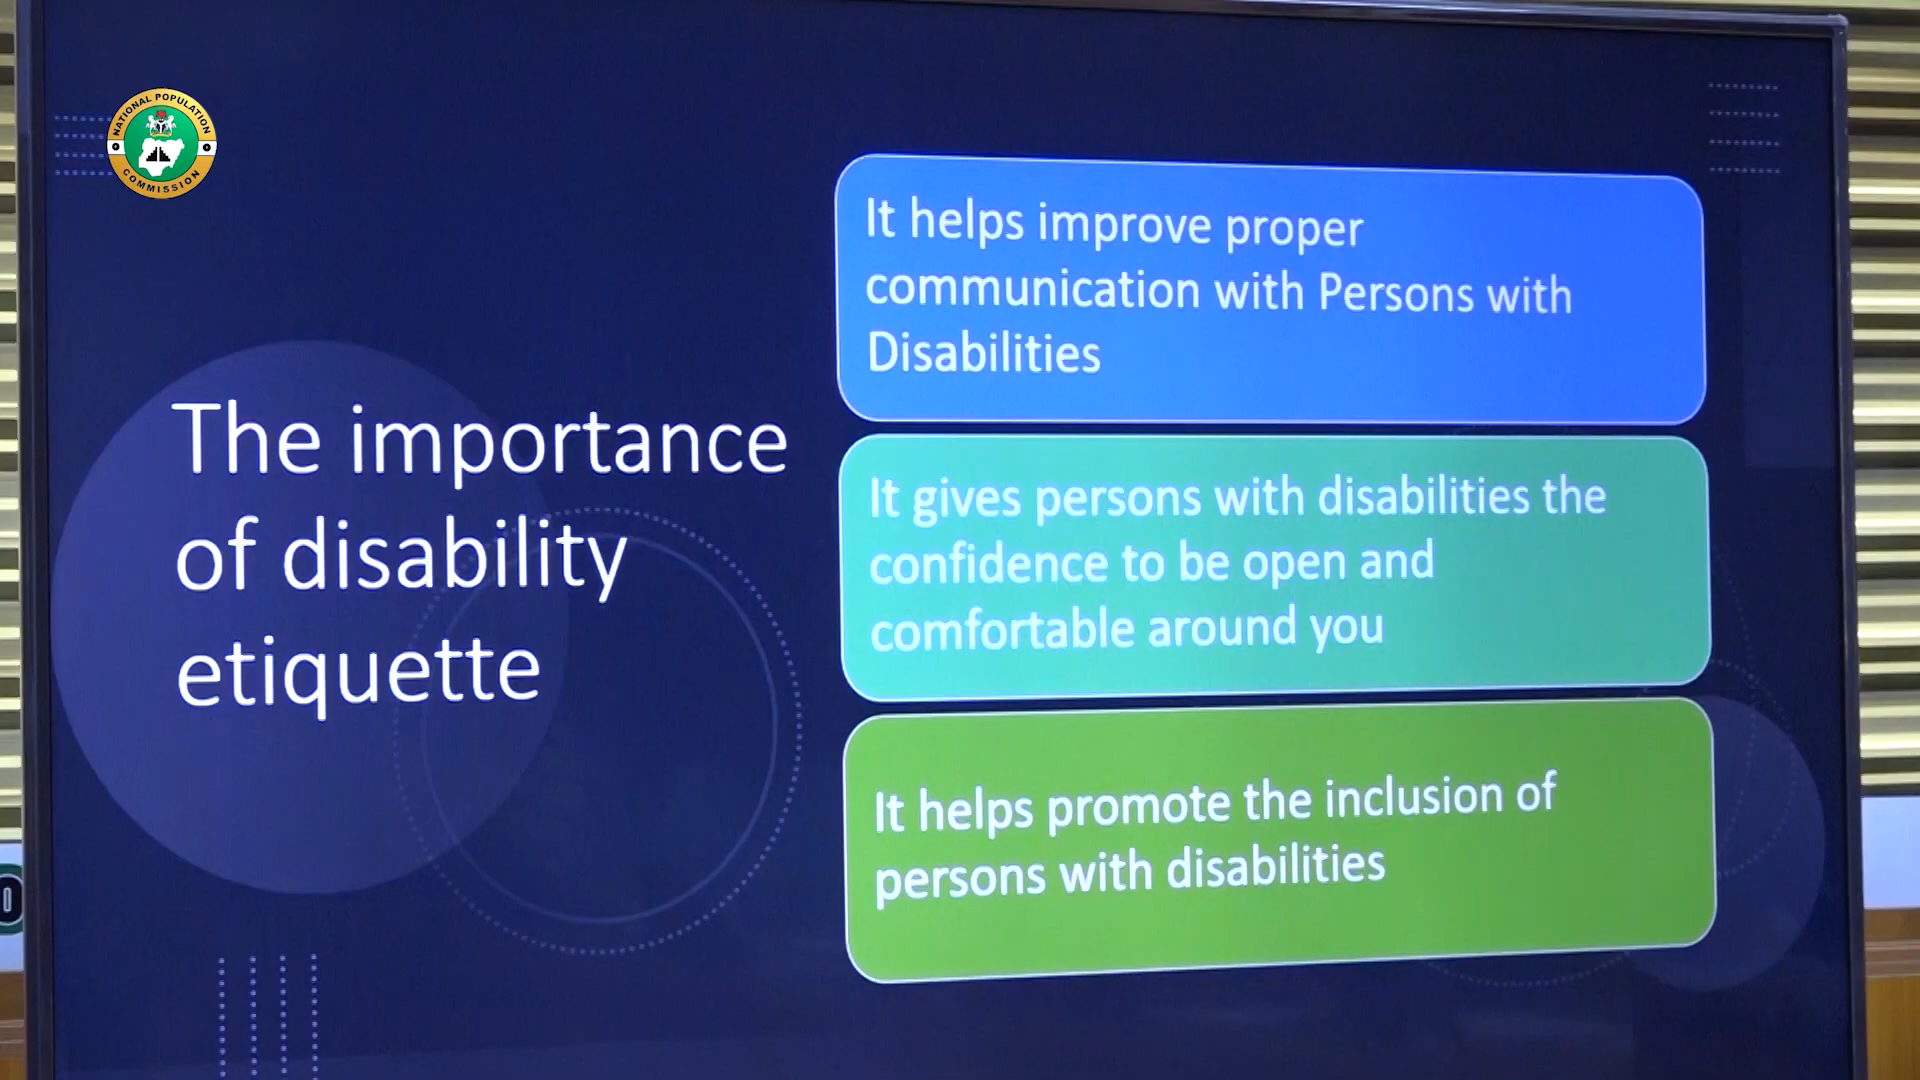 NATIONAL POPULATION
COMMISSION
The importance
of disability
etiquette
It helps improve proper
communication with Persons with
Disabilities
It gives persons with disabilities the
confidence to be open and
comfortable around you
It helps promote the inclusion of
persons with disabilities